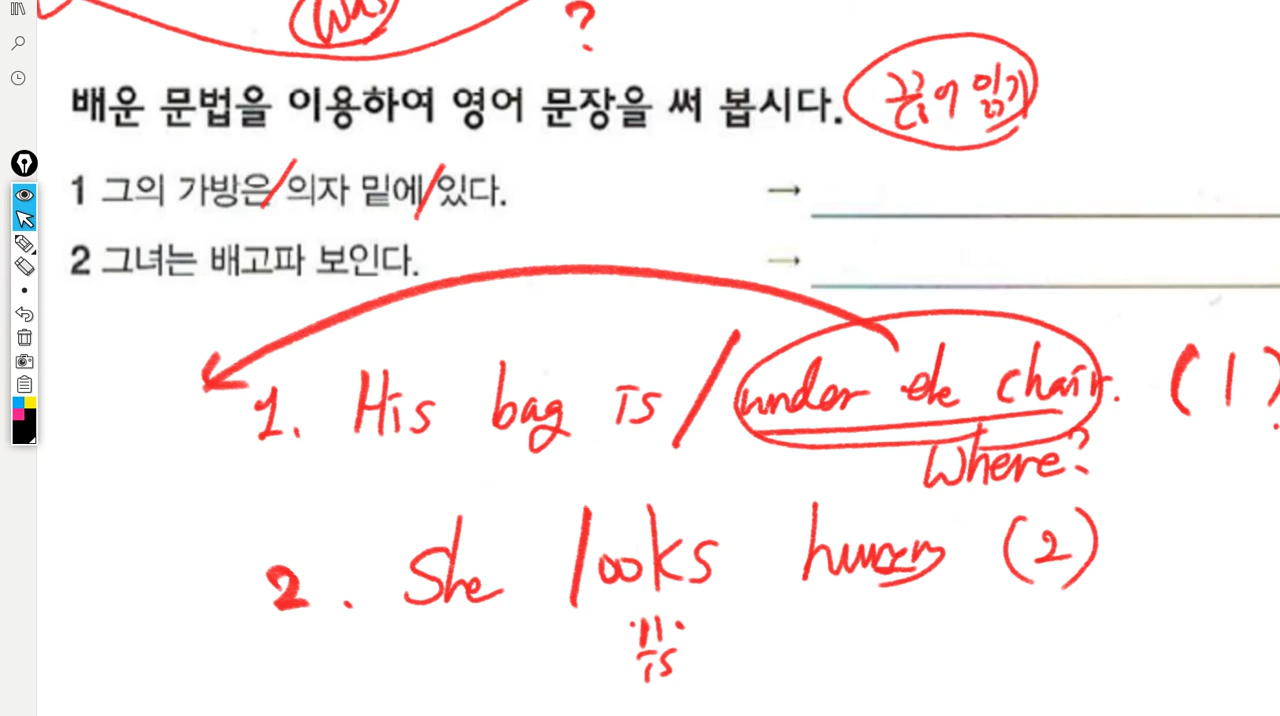 ?
배운 문법을 이용하여 영어 문장을 써 봅시다. 끊어 읽기
1 그의 가방은/의자 밑에/있다. →
2 그녀는 배고파 보인다. →
1. His bag is / under the chair. (1)
Where?
2. She looks (2)
is